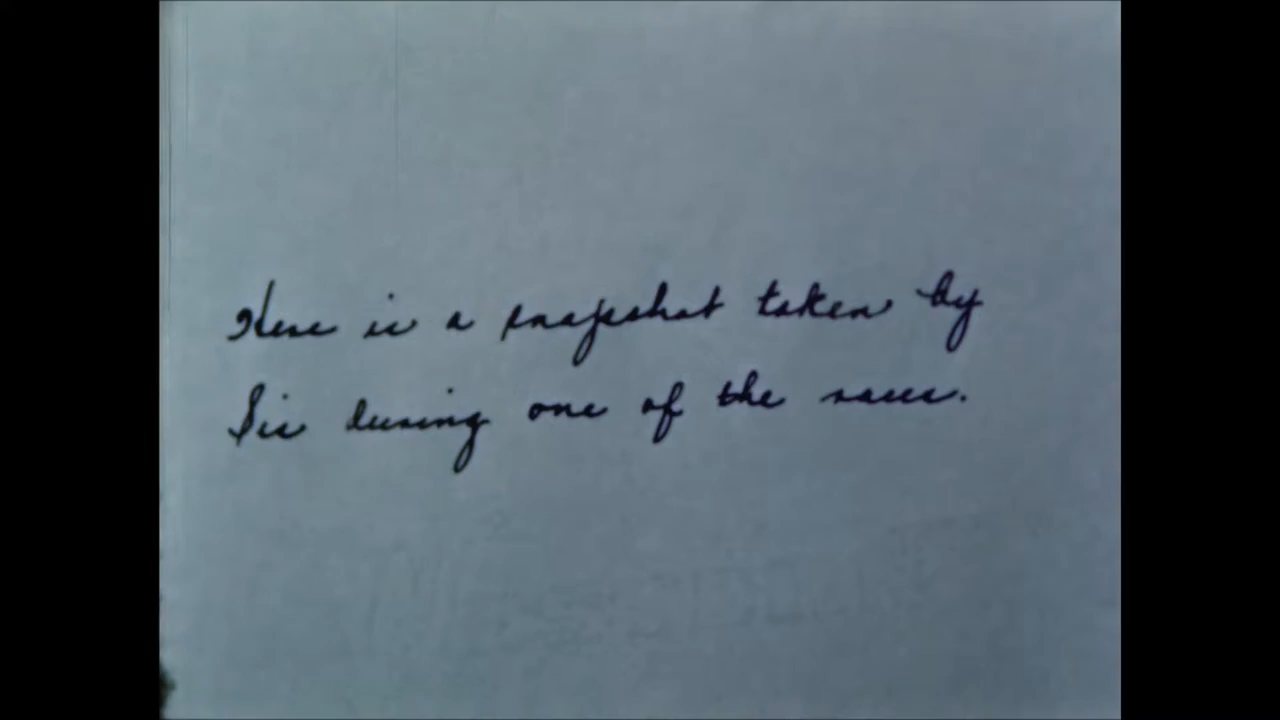 Here is a snapshot taken by
Sis during one of the races.